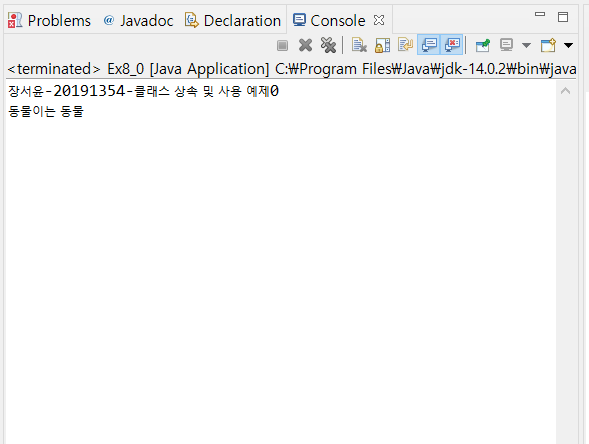 Problems @ Javadoc Declaration Console
<terminated> Ex8_0 [Java Application] C:₩Program Files₩Java₩jdk-14.0.2₩bin₩java
장서윤-20191354-클래스 상속 및 사용 예제0
동물이는 동물